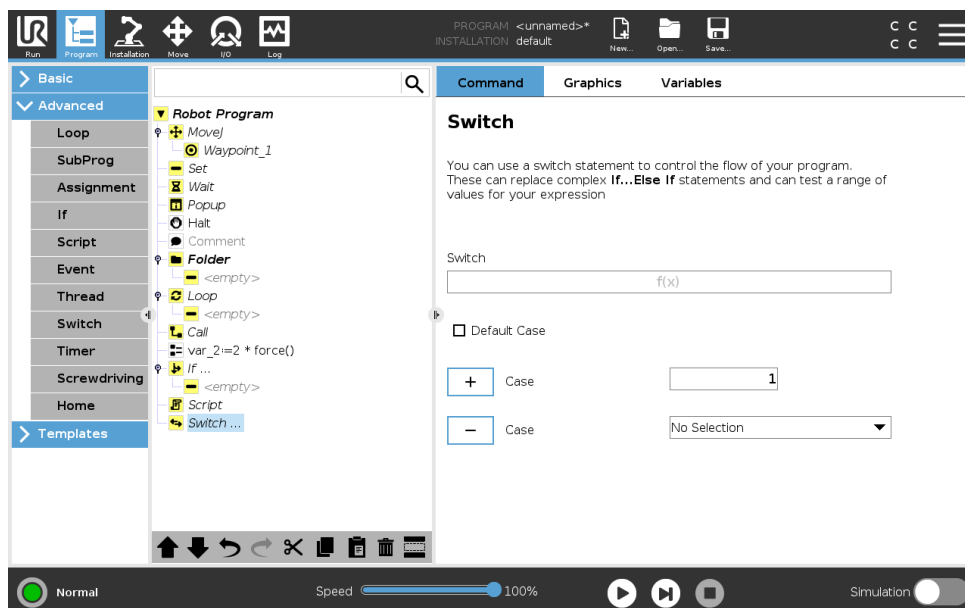 PROGRAM <unnamed>*
INSTALLATION default
C C
C C
Run
Program
Installation
Move
I/O
Log
New...
Open...
Save...
Basic
Advanced
Loop
SubProg
Assignment
If
Script
Event
Thread
Switch
Timer
Screwdriving
Home
Templates
Robot Program
MoveJ
Waypoint_1
Set
Wait
Popup
Halt
Comment
Folder
<empty>
Loop
<empty>
Call
var_2:=2 * force()
If ...
<empty>
Script
Switch ...
Command
Graphics
Variables
Switch
You can use a switch statement to control the flow of your program.
These can replace complex If...Else If statements and can test a range of
values for your expression
Switch
f(x)
Default Case
+ Case 1
− Case No Selection
Normal
Speed 100%
Simulation